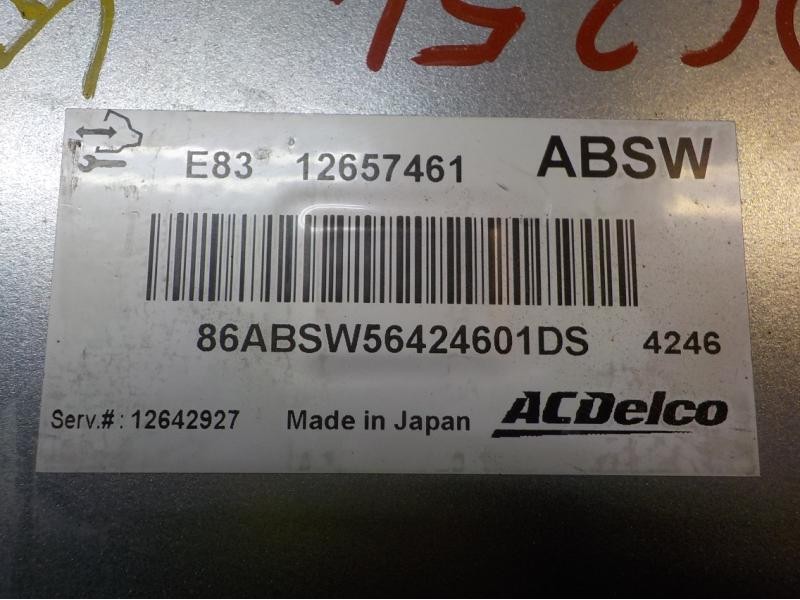 E83 12657461 ABSW
86ABSW56424601DS 4246
Serv.#: 12642927 Made in Japan ACDelco